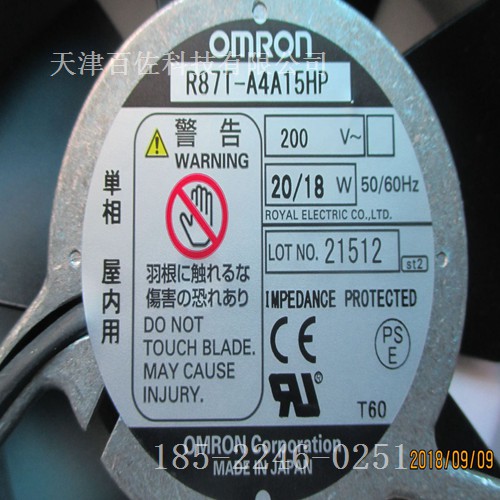 OMRON
天津百佐科技有限公司
R87T-A4A15HP
警告
WARNING
200 V~
20/18 W 50/60Hz
ROYAL ELECTRIC CO.,LTD.
LOT NO. 21512
st2
単相 屋内用
羽根に触れるな
傷害の恐れあり
DO NOT
TOUCH BLADE.
MAY CAUSE
INJURY.
IMPEDANCE PROTECTED
CE
PS
E
RU
T60
OMRON Corporation
MADE IN JAPAN
185-2246-0251
2018/09/09